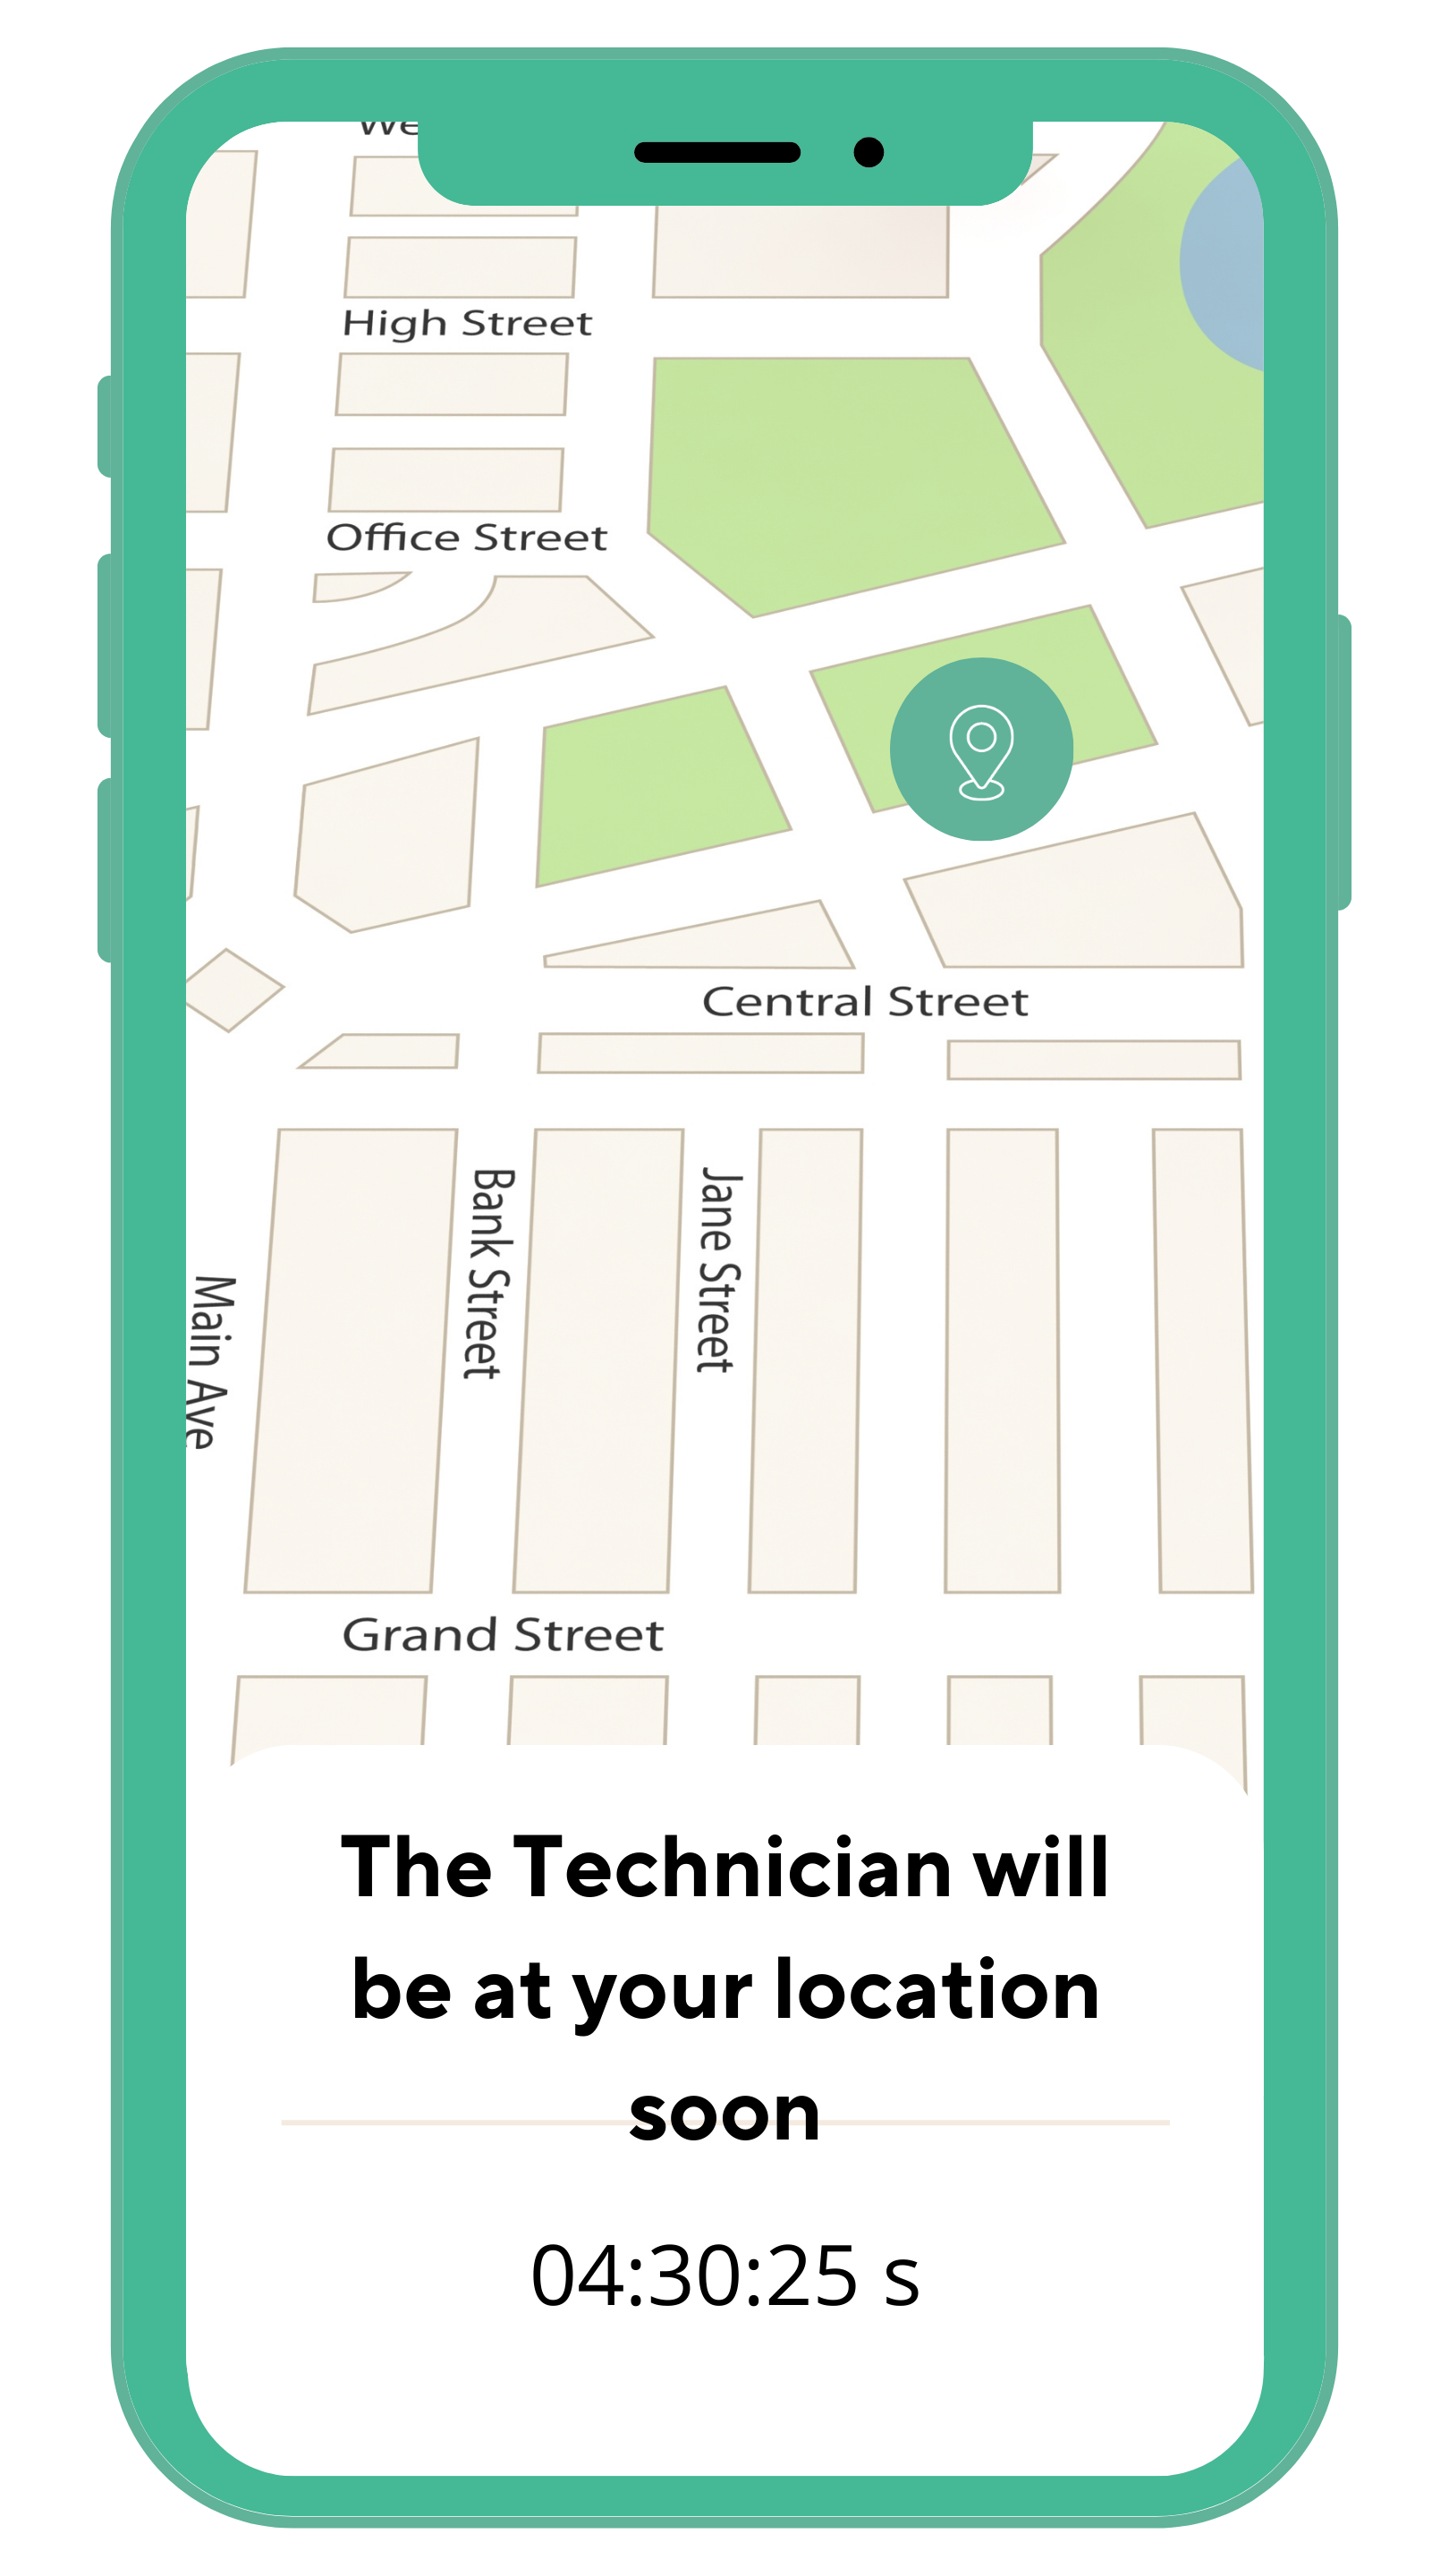 We
High Street
Office Street
Central Street
Bank Street
Jane Street
Main Ave
Grand Street
The Technician will
be at your location
soon
04:30:25 s